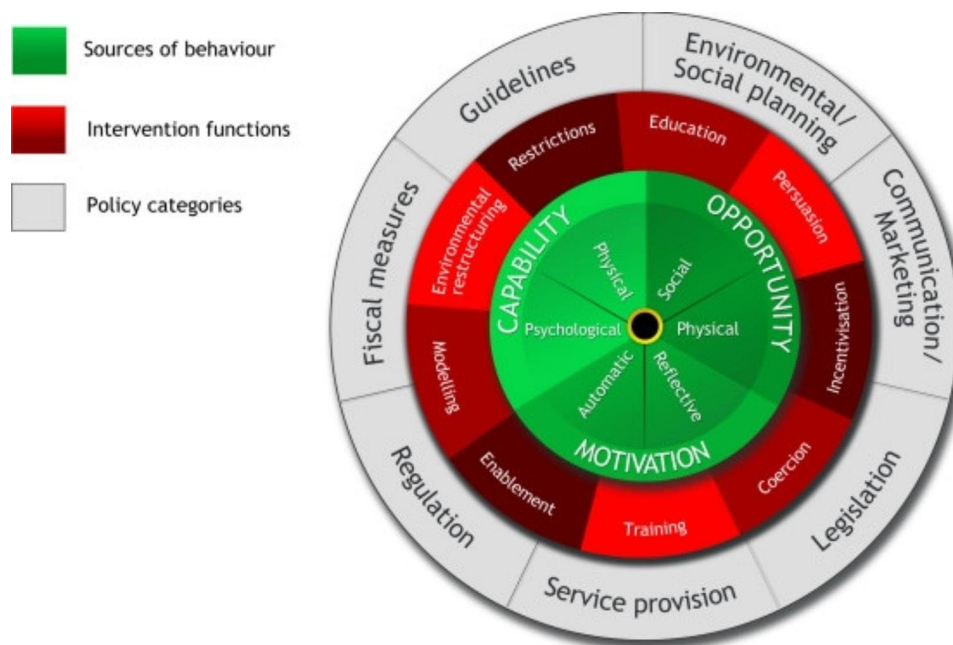 Sources of behaviour
Intervention functions
Policy categories
Guidelines
Environmental/
Social planning
Communication/
Marketing
Legislation
Service provision
Regulation
Fiscal measures
Restrictions
Education
Persuasion
Incentivisation
Coercion
Training
Enablement
Modelling
Environmental
restructuring
CAPABILITY
OPPORTUNITY
MOTIVATION
Physical
Social
Physical
Reflective
Automatic
Psychological